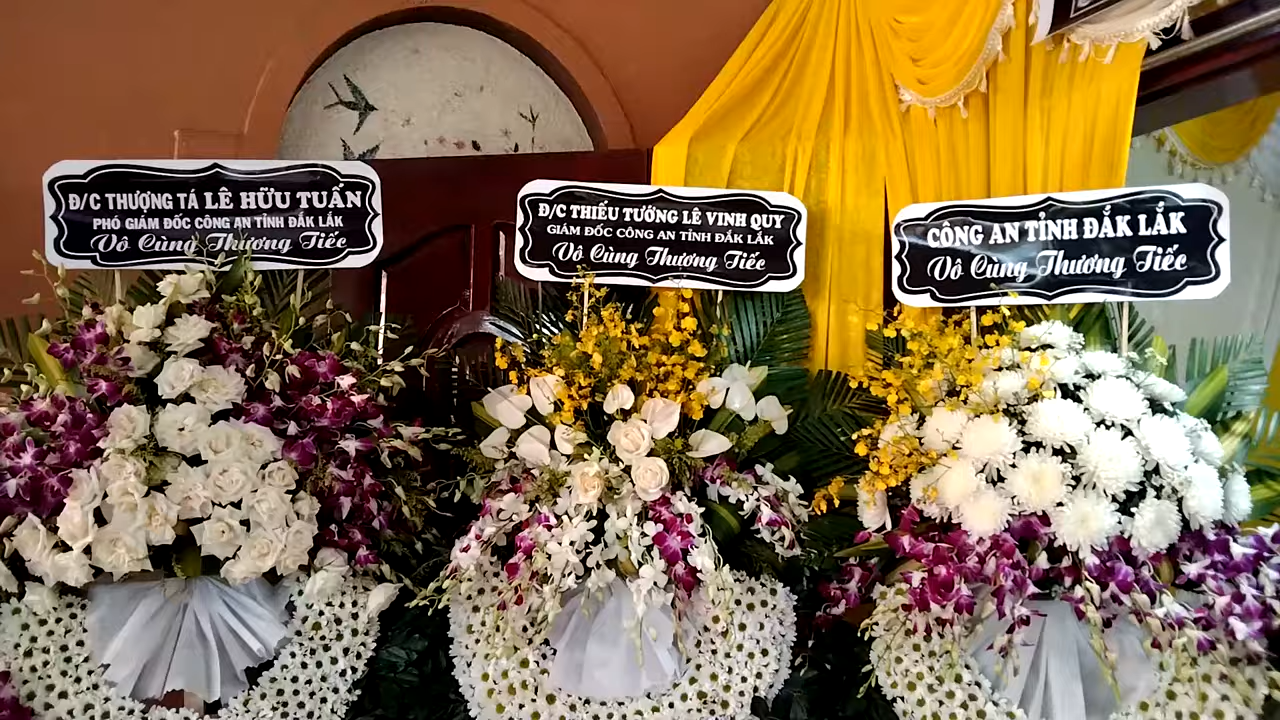 Đ/C THƯỢNG TÁ LÊ HỮU TUẤN
PHÓ GIÁM ĐỐC CÔNG AN TỈNH ĐẮK LẮK
Vô Cùng Thương Tiếc
Đ/C THIẾU TƯỚNG LÊ VINH QUY
GIÁM ĐỐC CÔNG AN TỈNH ĐẮK LẮK
Vô Cùng Thương Tiếc
CÔNG AN TỈNH ĐẮK LẮK
Vô Cùng Thương Tiếc